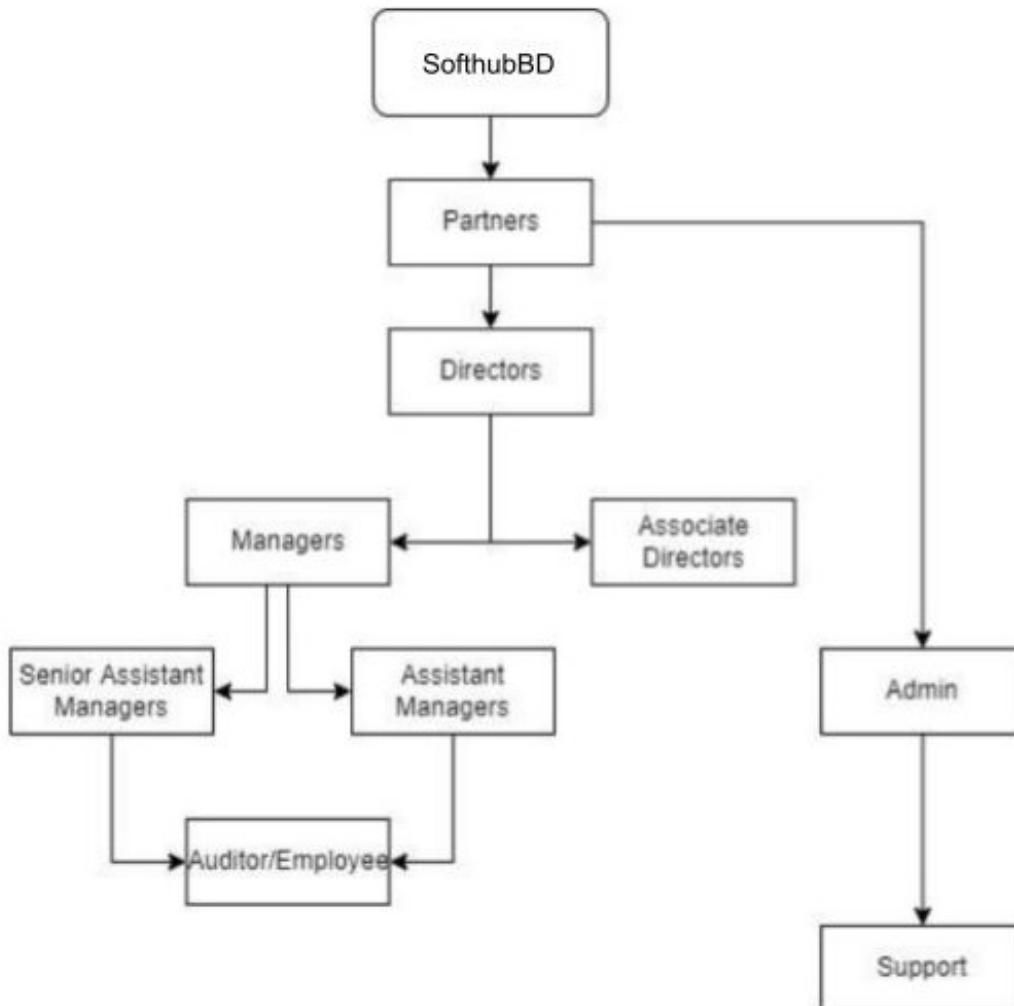 SofthubBD
Partners
Directors
Managers
Associate
Directors
Senior Assistant
Managers
Assistant
Managers
Admin
Auditor/Employee
Support